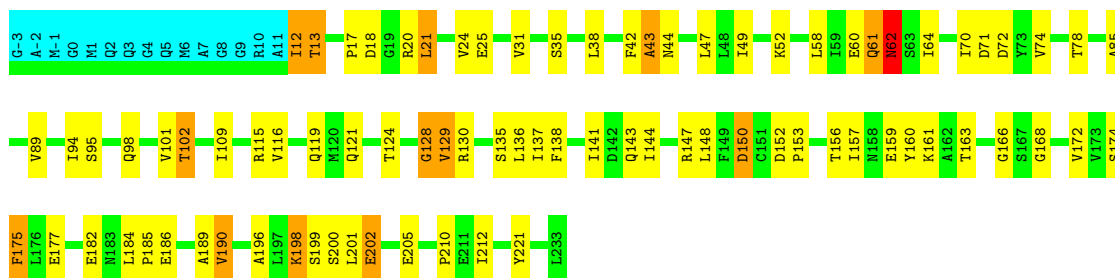 G-3 A-2 M-1 G0 M1 Q2 Q3 G4 Q5 M6 A7 G8 G9 R10 A11 I12 T13 P17 D18 G19 R20 L21 V24 E25 V31 S35 L38 F42 A43 N44 L47 L48 I49 K52 L58 I59 E60 Q61 N62 S63 I64 I70 D71 D72 Y73 V74 T78 A85
V89 I94 S95 Q98 V101 T102 I109 R115 V116 Q119 M120 Q121 T124 G128 V129 R130 S135 L136 I137 F138 I141 D142 Q143 I144 R147 L148 F149 D150 C151 D152 P153 T156 I157 N158 E159 Y160 K161 A162 T163 G166 S167 G168 V172 V173 S174
F175 L176 E177 E182 N183 L184 P185 E186 A189 V190 A196 L197 K198 S199 S200 L201 E202 E205 P210 E211 I212 Y221 L233